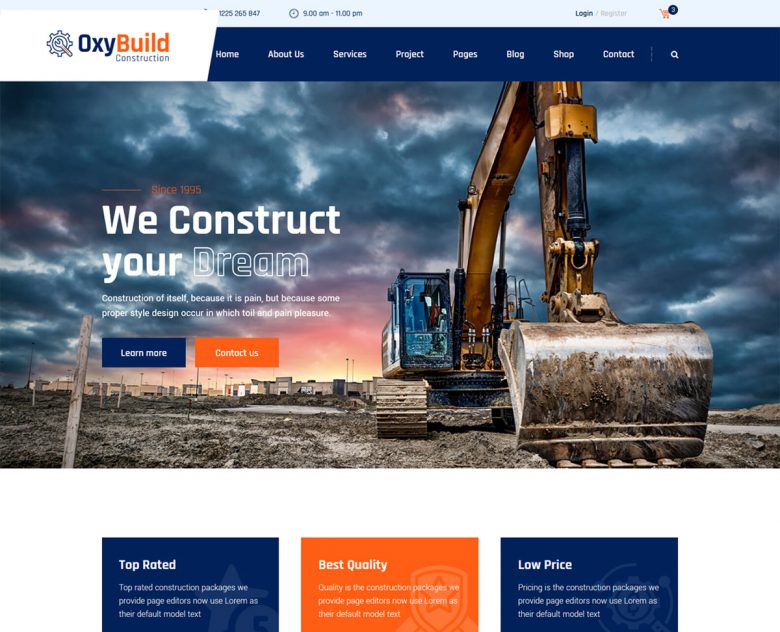 1225 265 847
9.00 am - 11.00 pm
Login / Register
3
OxyBuild
Construction
Home About Us Services Project Pages Blog Shop Contact
Since 1995
We Construct
your Dream
Construction of itself, because it is pain, but because some
proper style design occur in which toil and pain pleasure.
Learn more
Contact us
Top Rated
Top rated construction packages we
provide page editors now use Lorem as
their default model text
Best Quality
Quality is the construction packages we
provide page editors now use Lorem as
their default model text
Low Price
Pricing is the construction packages we
provide page editors now use Lorem as
their default model text